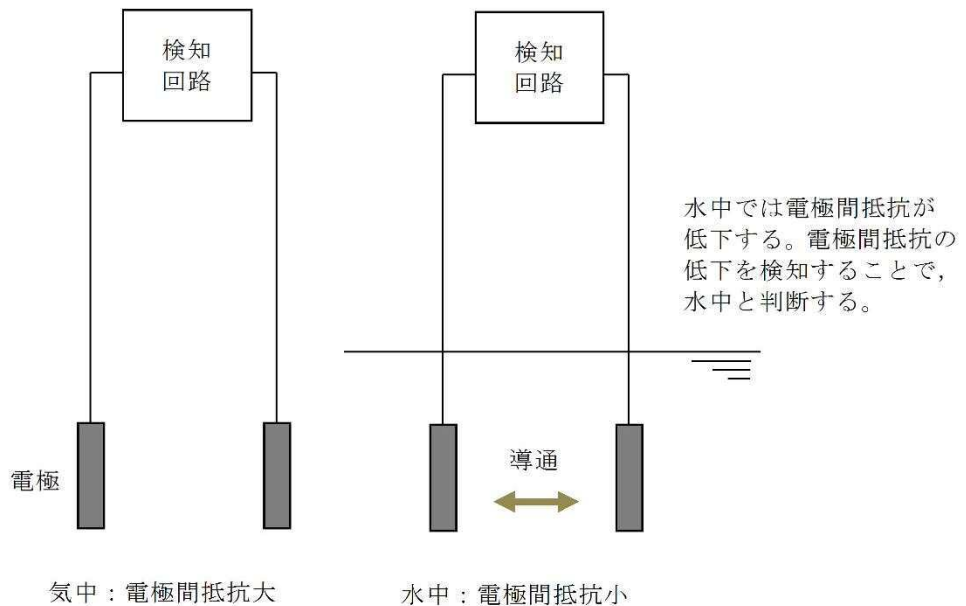 検知
回路
検知
回路
水中では電極間抵抗が
低下する。電極間抵抗の
低下を検知することで，
水中と判断する。
電極
導通
気中：電極間抵抗大
水中：電極間抵抗小